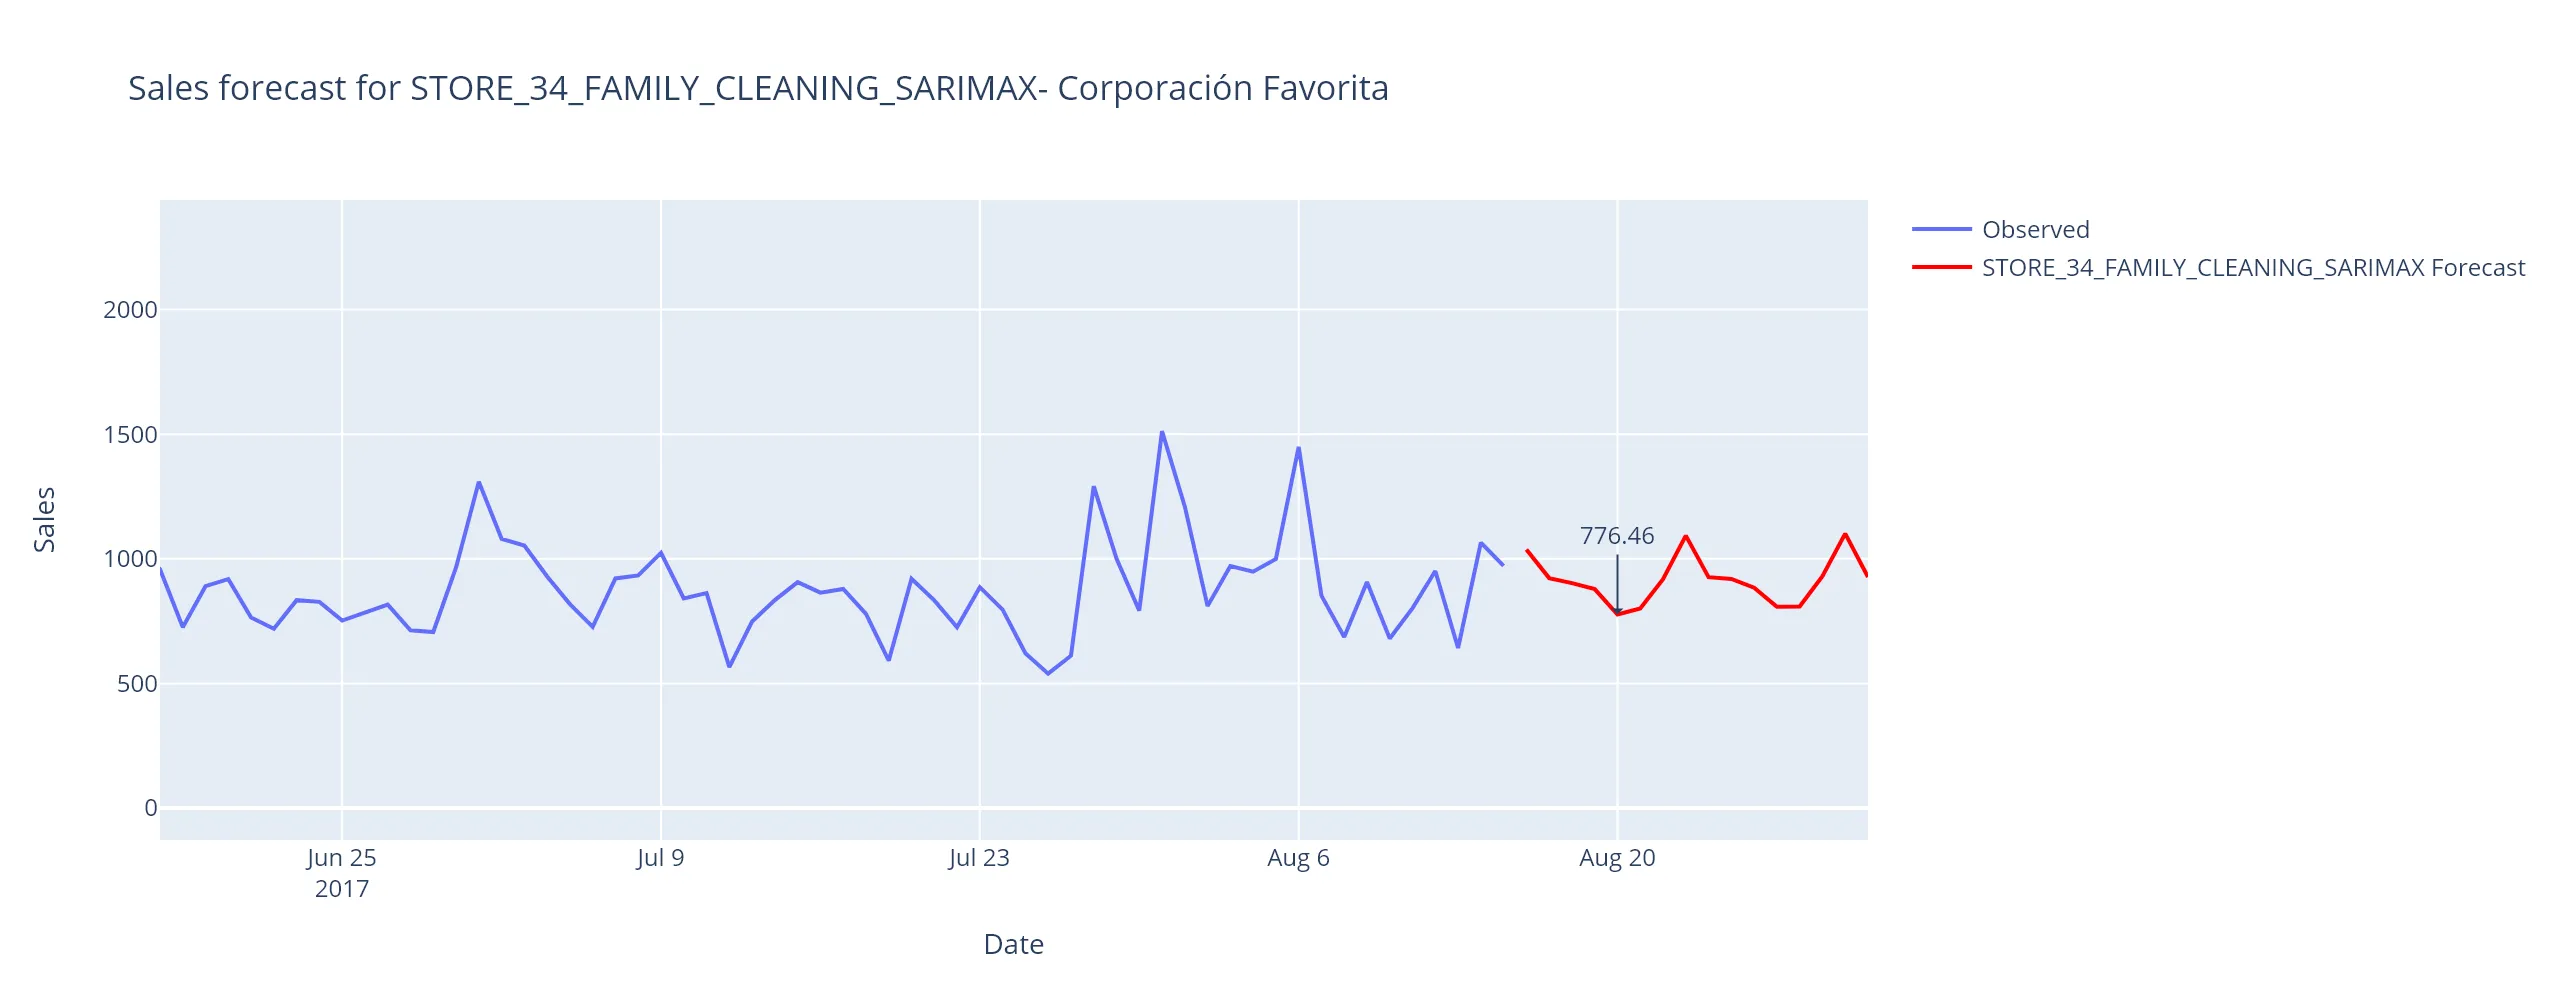 Sales forecast for STORE_34_FAMILY_CLEANING_SARIMAX- Corporación Favorita
Observed
STORE_34_FAMILY_CLEANING_SARIMAX Forecast
2000
1500
1000
500
0
Sales
776.46
Jun 25
2017
Jul 9
Jul 23
Aug 6
Aug 20
Date